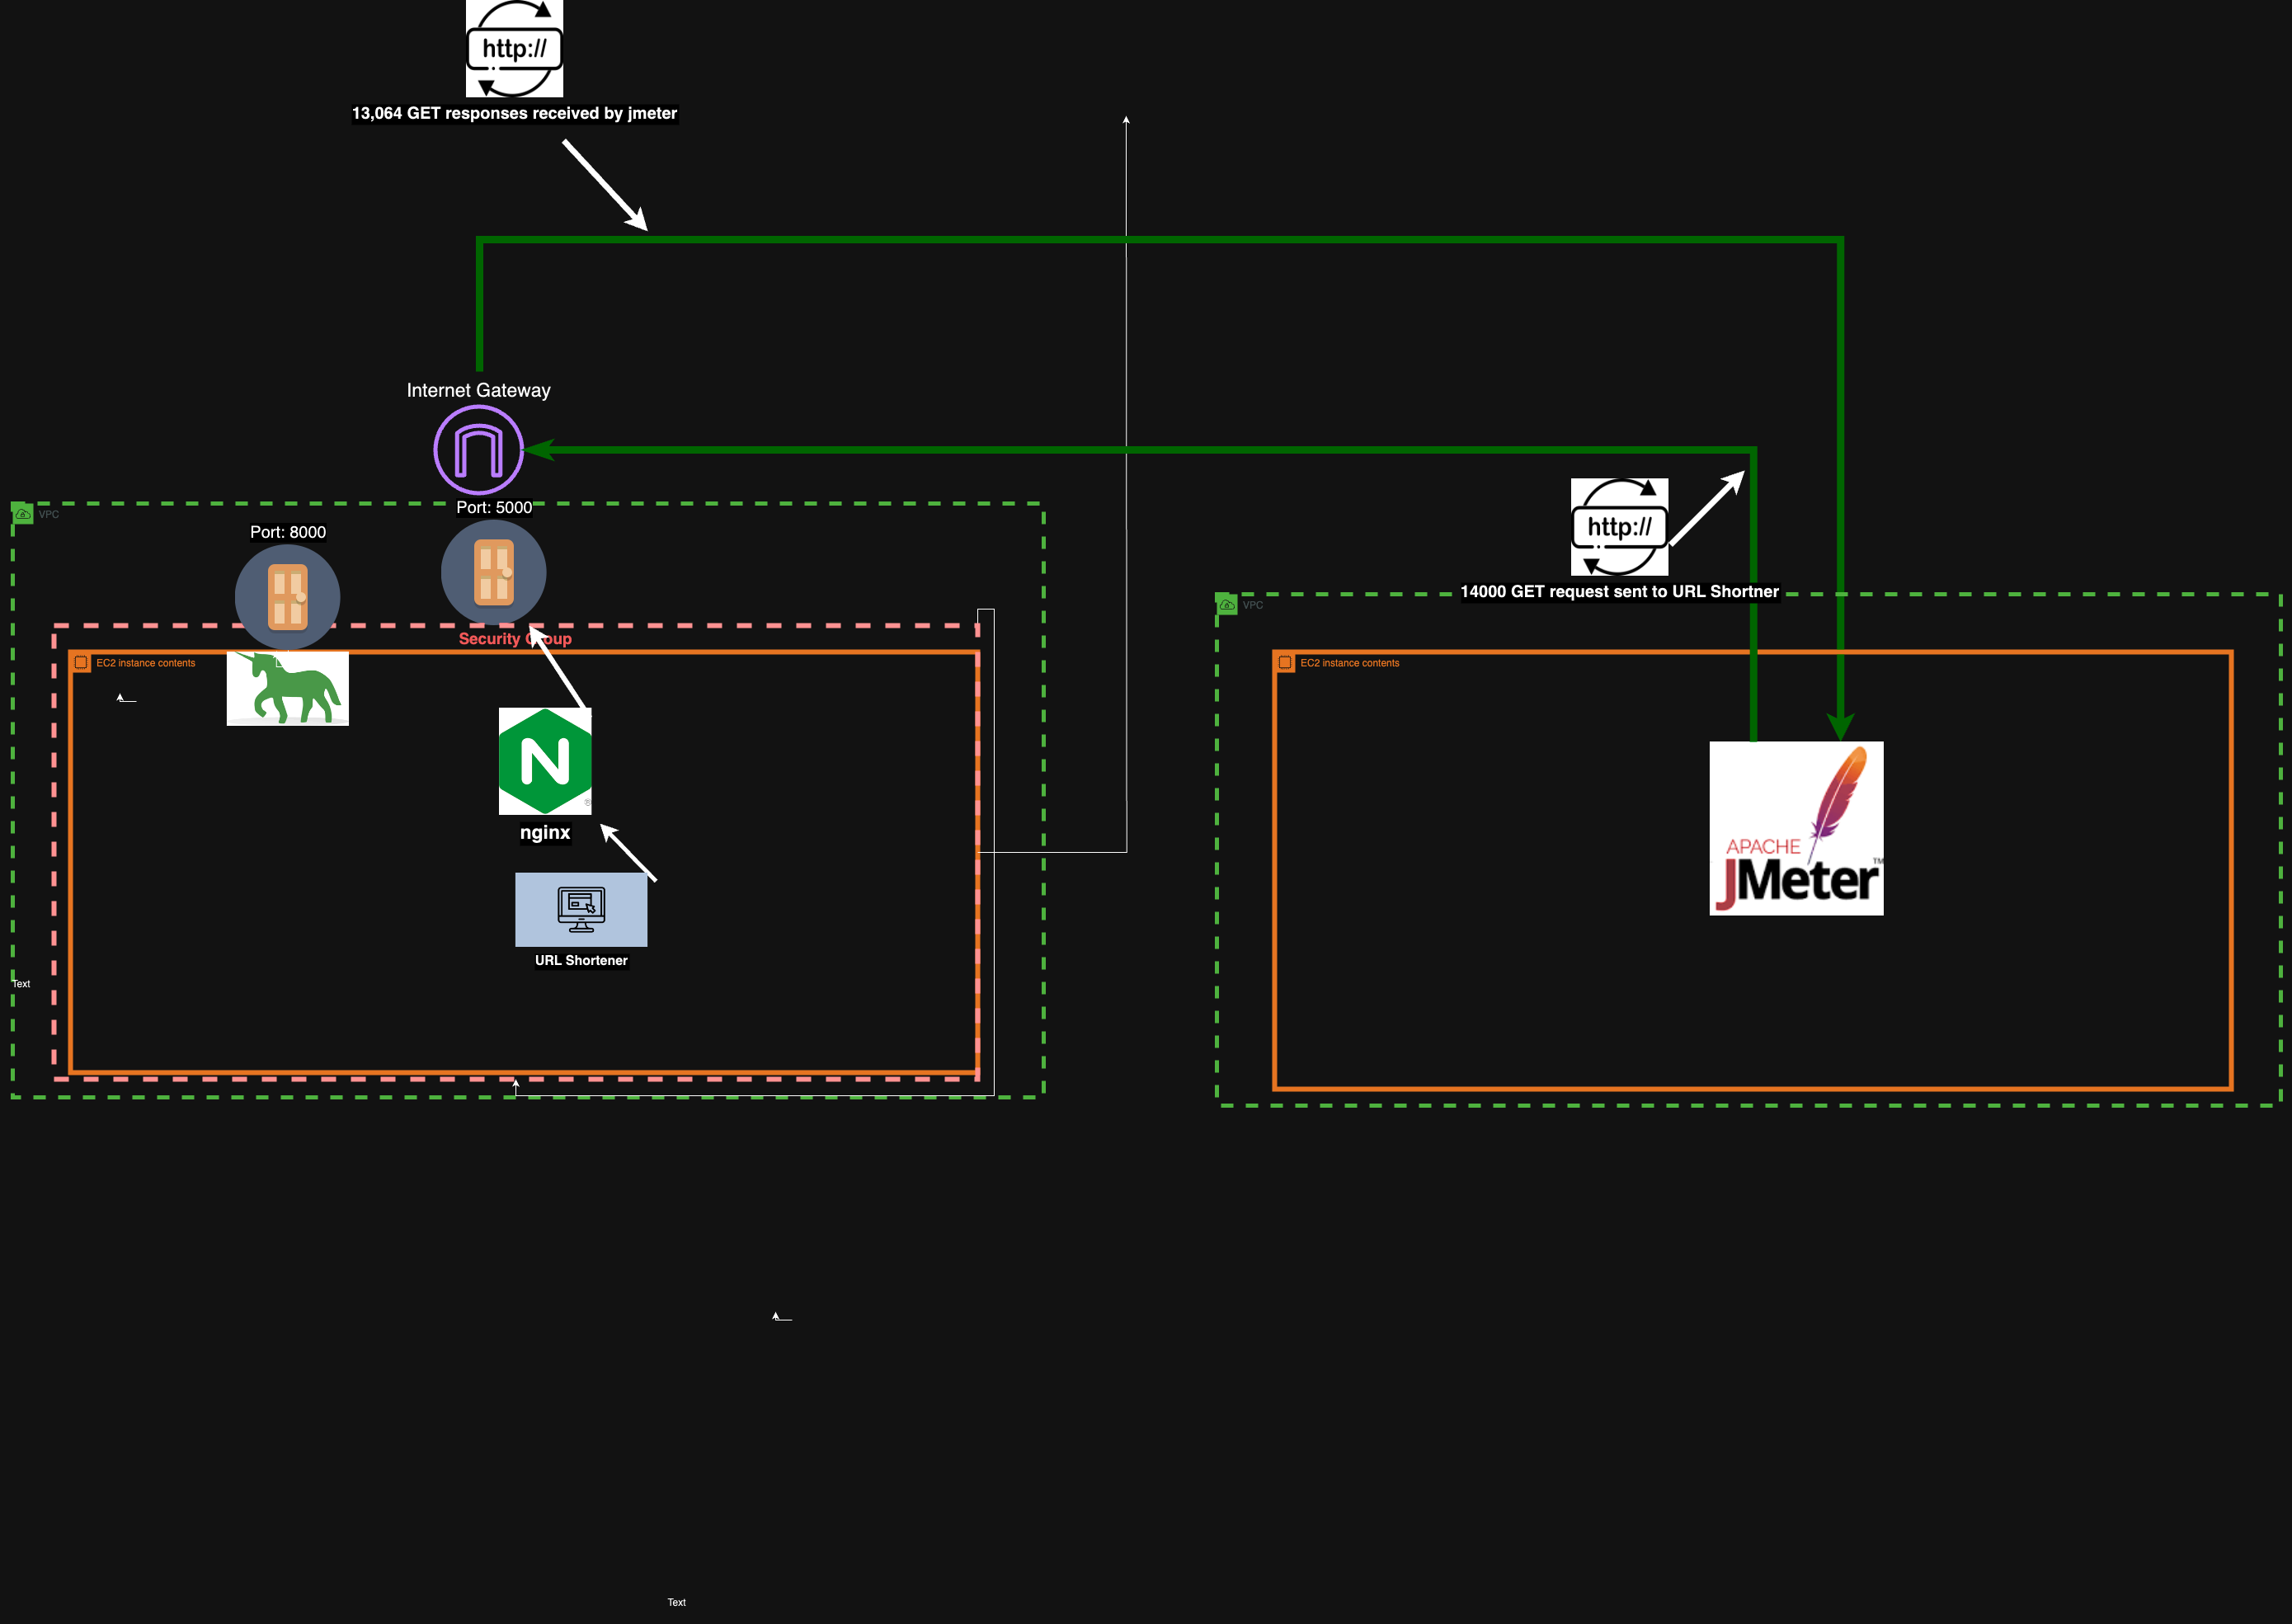 http://
13,064 GET responses received by jmeter
Internet Gateway
VPC
Port: 5000
Port: 8000
http://
14000 GET request sent to URL Shortner
VPC
Security Group
EC2 instance contents
EC2 instance contents
N
®
nginx
APACHE
JMeter™
URL Shortener
Text
Text